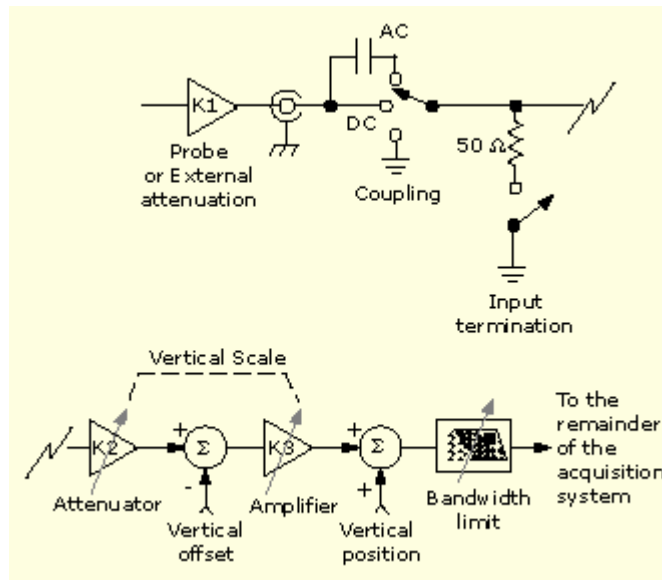 AC
K1
DC
Probe
or External
attenuation
Coupling
50 Ω
Input
termination
Vertical Scale
K2
+
Σ
-
K3
+
Σ
+
Attenuator
Vertical
offset
Amplifier
Vertical
position
Bandwidth
limit
To the
remainder
of the
acquisition
system